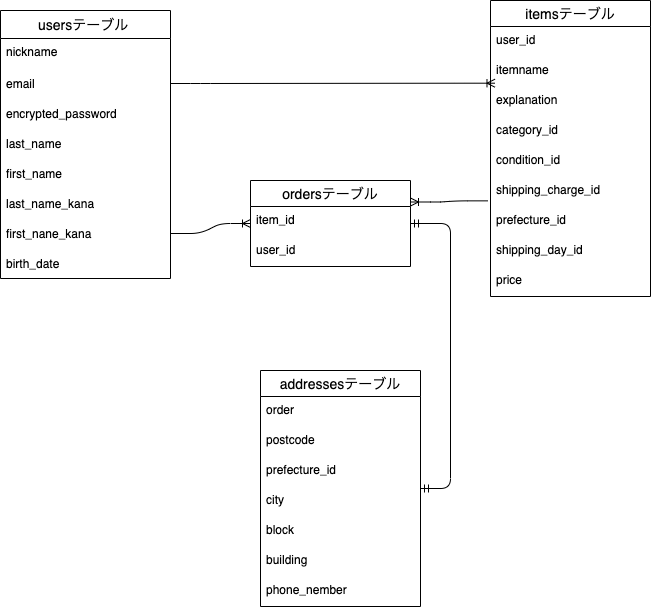 usersテーブル
nickname
email
encrypted_password
last_name
first_name
last_name_kana
first_nane_kana
birth_date
itemsテーブル
user_id
itemname
explanation
category_id
condition_id
shipping_charge_id
prefecture_id
shipping_day_id
price
ordersテーブル
item_id
user_id
addressesテーブル
order
postcode
prefecture_id
city
block
building
phone_nember